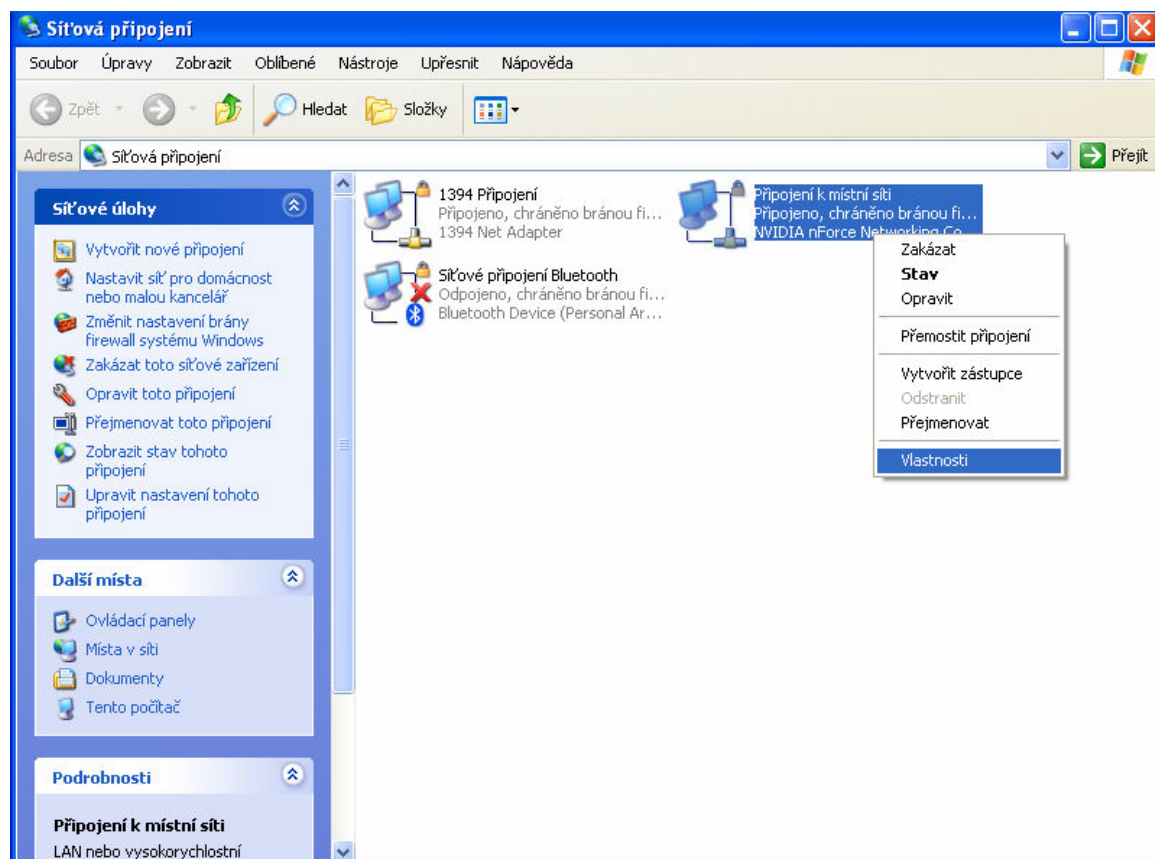 Síťová připojení
Soubor Úpravy Zobrazit Oblíbené Nástroje Upřesnit Nápověda
Zpět Hledat Složky
Adresa Síťová připojení Přejít
Síťové úlohy
Vytvořit nové připojení
Nastavit síť pro domácnost
nebo malou kancelář
Změnit nastavení brány
firewall systému Windows
Zakázat toto síťové zařízení
Opravit toto připojení
Přejmenovat toto připojení
Zobrazit stav tohoto
připojení
Upravit nastavení tohoto
připojení
Další místa
Ovládací panely
Místa v síti
Dokumenty
Tento počítač
Podrobnosti
Připojení k místní síti
LAN nebo vysokorychlostní
1394 Připojení
Připojeno, chráněno bránou fi...
1394 Net Adapter
Síťové připojení Bluetooth
Odpojeno, chráněno bránou fi...
Bluetooth Device (Personal Ar...
Připojení k místní síti
Připojeno, chráněno bránou fi...
NVIDIA nForce Networking Co
Zakázat
Stav
Opravit
Přemostit připojení
Vytvořit zástupce
Odstranit
Přejmenovat
Vlastnosti